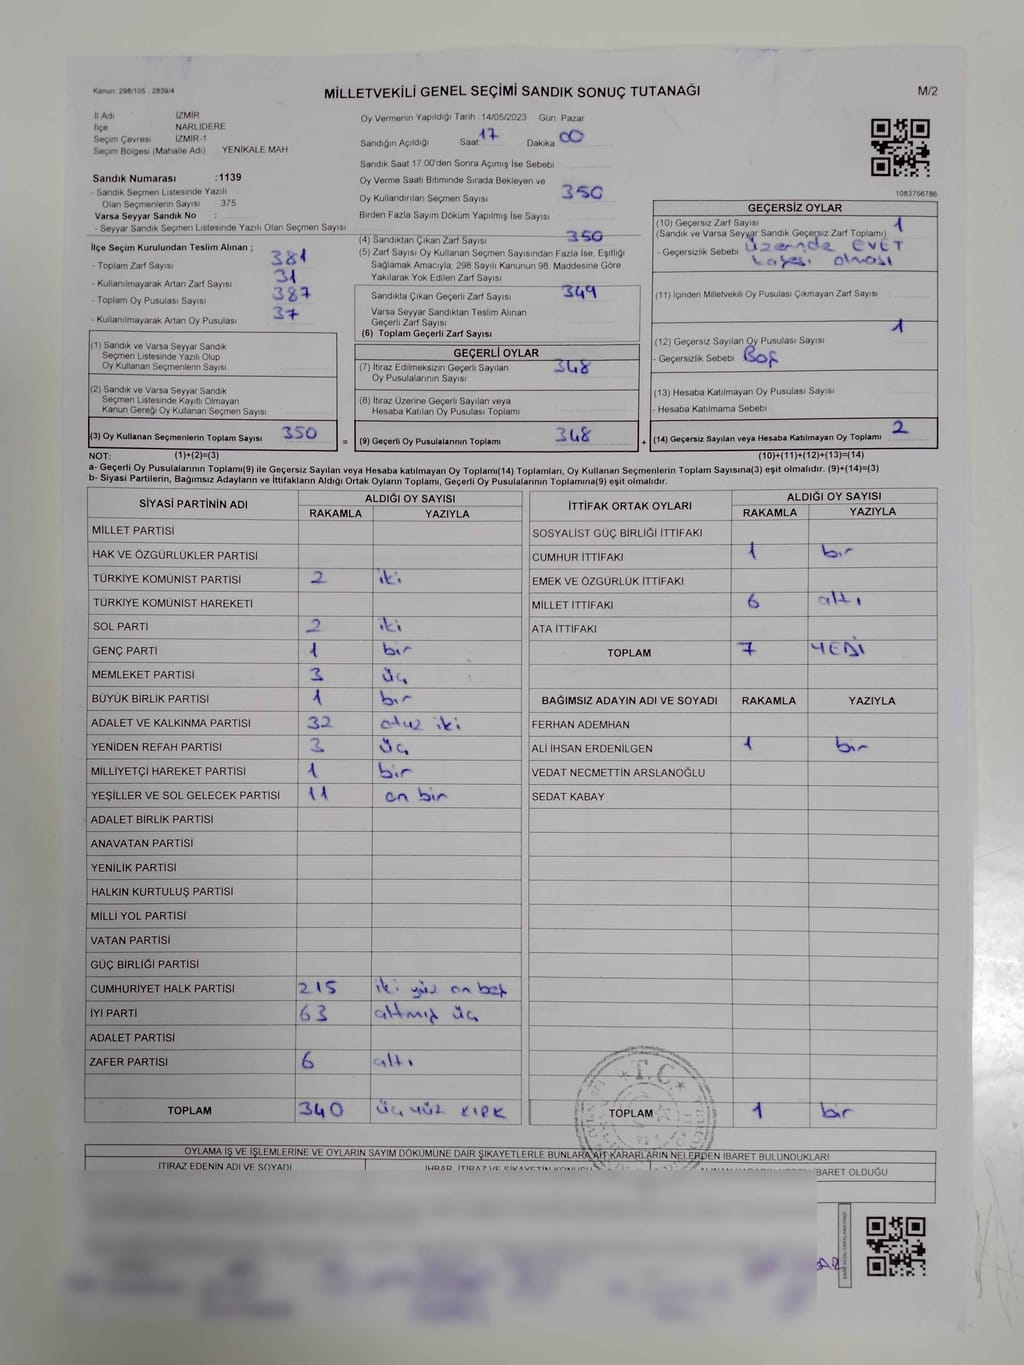 Kanun: 298/105 , 2839/4
MİLLETVEKİLİ GENEL SEÇİMİ SANDIK SONUÇ TUTANAĞI
M/2
İl Adı : İZMİR
İlçe : NARLIDERE
Seçim Çevresi : İZMİR-1
Seçim Bölgesi (Mahalle Adı) : YENİKALE MAH
Sandık Numarası :1139
- Sandık Seçmen Listesinde Yazılı
Olan Seçmenlerin Sayısı : 375
Varsa Seyyar Sandık No :
- Seyyar Sandık Seçmen Listesinde Yazılı Olan Seçmen Sayısı
İlçe Seçim Kurulundan Teslim Alınan ;
- Toplam Zarf Sayısı 381
- Kullanılmayarak Artan Zarf Sayısı 31
- Toplam Oy Pusulası Sayısı 387
- Kullanılmayarak Artan Oy Pusulası 37
(1) Sandık ve Varsa Seyyar Sandık
Seçmen Listesinde Yazılı Olup
Oy Kullanan Seçmenlerin Sayısı
(2) Sandık ve Varsa Seyyar Sandık
Seçmen Listesinde Kayıtlı Olmayan
Kanun Gereği Oy Kullanan Seçmen Sayısı
(3) Oy Kullanan Seçmenlerin Toplam Sayısı 350
Oy Vermenin Yapıldığı Tarih :14/05/2023 Gün: Pazar
Sandığın Açıldığı Saat 17 Dakika 00
Sandık Saat 17:00'den Sonra Açımış İse Sebebi
Oy Verme Saati Bitiminde Sırada Bekleyen ve
Oy Kullandırılan Seçmen Sayısı 350
Birden Fazla Sayım Döküm Yapılmış İse Sayısı
(4) Sandıktan Çıkan Zarf Sayısı 350
(5) Zarf Sayısı Oy Kullanan Seçmen Sayısından Fazla İse, Eşitliği
Sağlamak Amacıyla; 298 Sayılı Kanunun 98. Maddesine Göre
Yakılarak Yok Edilen Zarf Sayısı
Sandıkta Çıkan Geçerli Zarf Sayısı 349
Varsa Seyyar Sandıktan Teslim Alınan
Geçerli Zarf Sayısı
(6) Toplam Geçerli Zarf Sayısı
GEÇERLİ OYLAR
(7) İtiraz Edilmeksizin Geçerli Sayılan 348
Oy Pusulalarının Sayısı
(8) İtiraz Üzerine Geçerli Sayılan veya
Hesaba Katılan Oy Pusulası Toplamı
= (9) Geçerli Oy Pusulalarının Toplamı 348
1083756786
GEÇERSİZ OYLAR
(10) Geçersiz Zarf Sayısı 1
(Sandık ve Varsa Seyyar Sandık Geçersiz Zarf Toplamı)
- Geçersizlik Sebebi Üzerinde EVET
kaşesi olması
(11) İçinden Milletvekili Oy Pusulası Çıkmayan Zarf Sayısı
(12) Geçersiz Sayılan Oy Pusulası Sayısı 1
- Geçersizlik Sebebi Boş
(13) Hesaba Katılmayan Oy Pusulası Sayısı
- Hesaba Katılmama Sebebi
+ (14) Geçersiz Sayılan veya Hesaba Katılmayan Oy Toplamı 2
NOT: (1)+(2)=(3) (10)+(11)+(12)+(13)=(14)
a- Geçerli Oy Pusulalarının Toplamı(9) ile Geçersiz Sayılan veya Hesaba katılmayan Oy Toplamı(14) Toplamları, Oy Kullanan Seçmenlerin Toplam Sayısına(3) eşit olmalıdır. (9)+(14)=(3)
b- Siyasi Partilerin, Bağımsız Adayların ve İttifakların Aldığı Ortak Oyların Toplamı, Geçerli Oy Pusulalarının Toplamına(9) eşit olmalıdır.
SİYASİ PARTİNİN ADI ALDIĞI OY SAYISI
RAKAMLA YAZIYLA
MİLLET PARTİSİ
HAK VE ÖZGÜRLÜKLER PARTİSİ
TÜRKİYE KOMÜNİST PARTİSİ 2 iki
TÜRKİYE KOMÜNİST HAREKETİ
SOL PARTİ 2 iki
GENÇ PARTİ 1 bir
MEMLEKET PARTİSİ 3 üç
BÜYÜK BİRLİK PARTİSİ 1 bir
ADALET VE KALKINMA PARTİSİ 32 otuz iki
YENİDEN REFAH PARTİSİ 3 üç
MİLLİYETÇİ HAREKET PARTİSİ 1 bir
YEŞİLLER VE SOL GELECEK PARTİSİ 11 on bir
ADALET BİRLİK PARTİSİ
ANAVATAN PARTİSİ
YENİLİK PARTİSİ
HALKIN KURTULUŞ PARTİSİ
MİLLİ YOL PARTİSİ
VATAN PARTİSİ
GÜÇ BİRLİĞİ PARTİSİ
CUMHURİYET HALK PARTİSİ 215 iki yüz on beş
İYİ PARTİ 63 altmış üç
ADALET PARTİSİ
ZAFER PARTİSİ 6 altı
TOPLAM 340 üç yüz KIRK
İTTİFAK ORTAK OYLARI ALDIĞI OY SAYISI
RAKAMLA YAZIYLA
SOSYALİST GÜÇ BİRLİĞİ İTTİFAKI
CUMHUR İTTİFAKI 1 bir
EMEK VE ÖZGÜRLÜK İTTİFAKI
MİLLET İTTİFAKI 6 altı
ATA İTTİFAKI
TOPLAM 7 YEDİ
BAĞIMSIZ ADAYIN ADI VE SOYADI RAKAMLA YAZIYLA
FERHAN ADEMHAN
ALİ İHSAN ERDENİLGEN 1 bir
VEDAT NECMETTİN ARSLANOĞLU
SEDAT KABAY
T.C.
TOPLAM 1 bir
OYLAMA İŞ VE İŞLEMLERİNE VE OYLARIN SAYIM DÖKÜMÜNE DAİR ŞİKAYETLERLE BUNLARA AİT KARARLARIN NELERDEN İBARET BULUNDUKLARI
İTİRAZ EDENİN ADI VE SOYADI
İBARET OLDUĞU